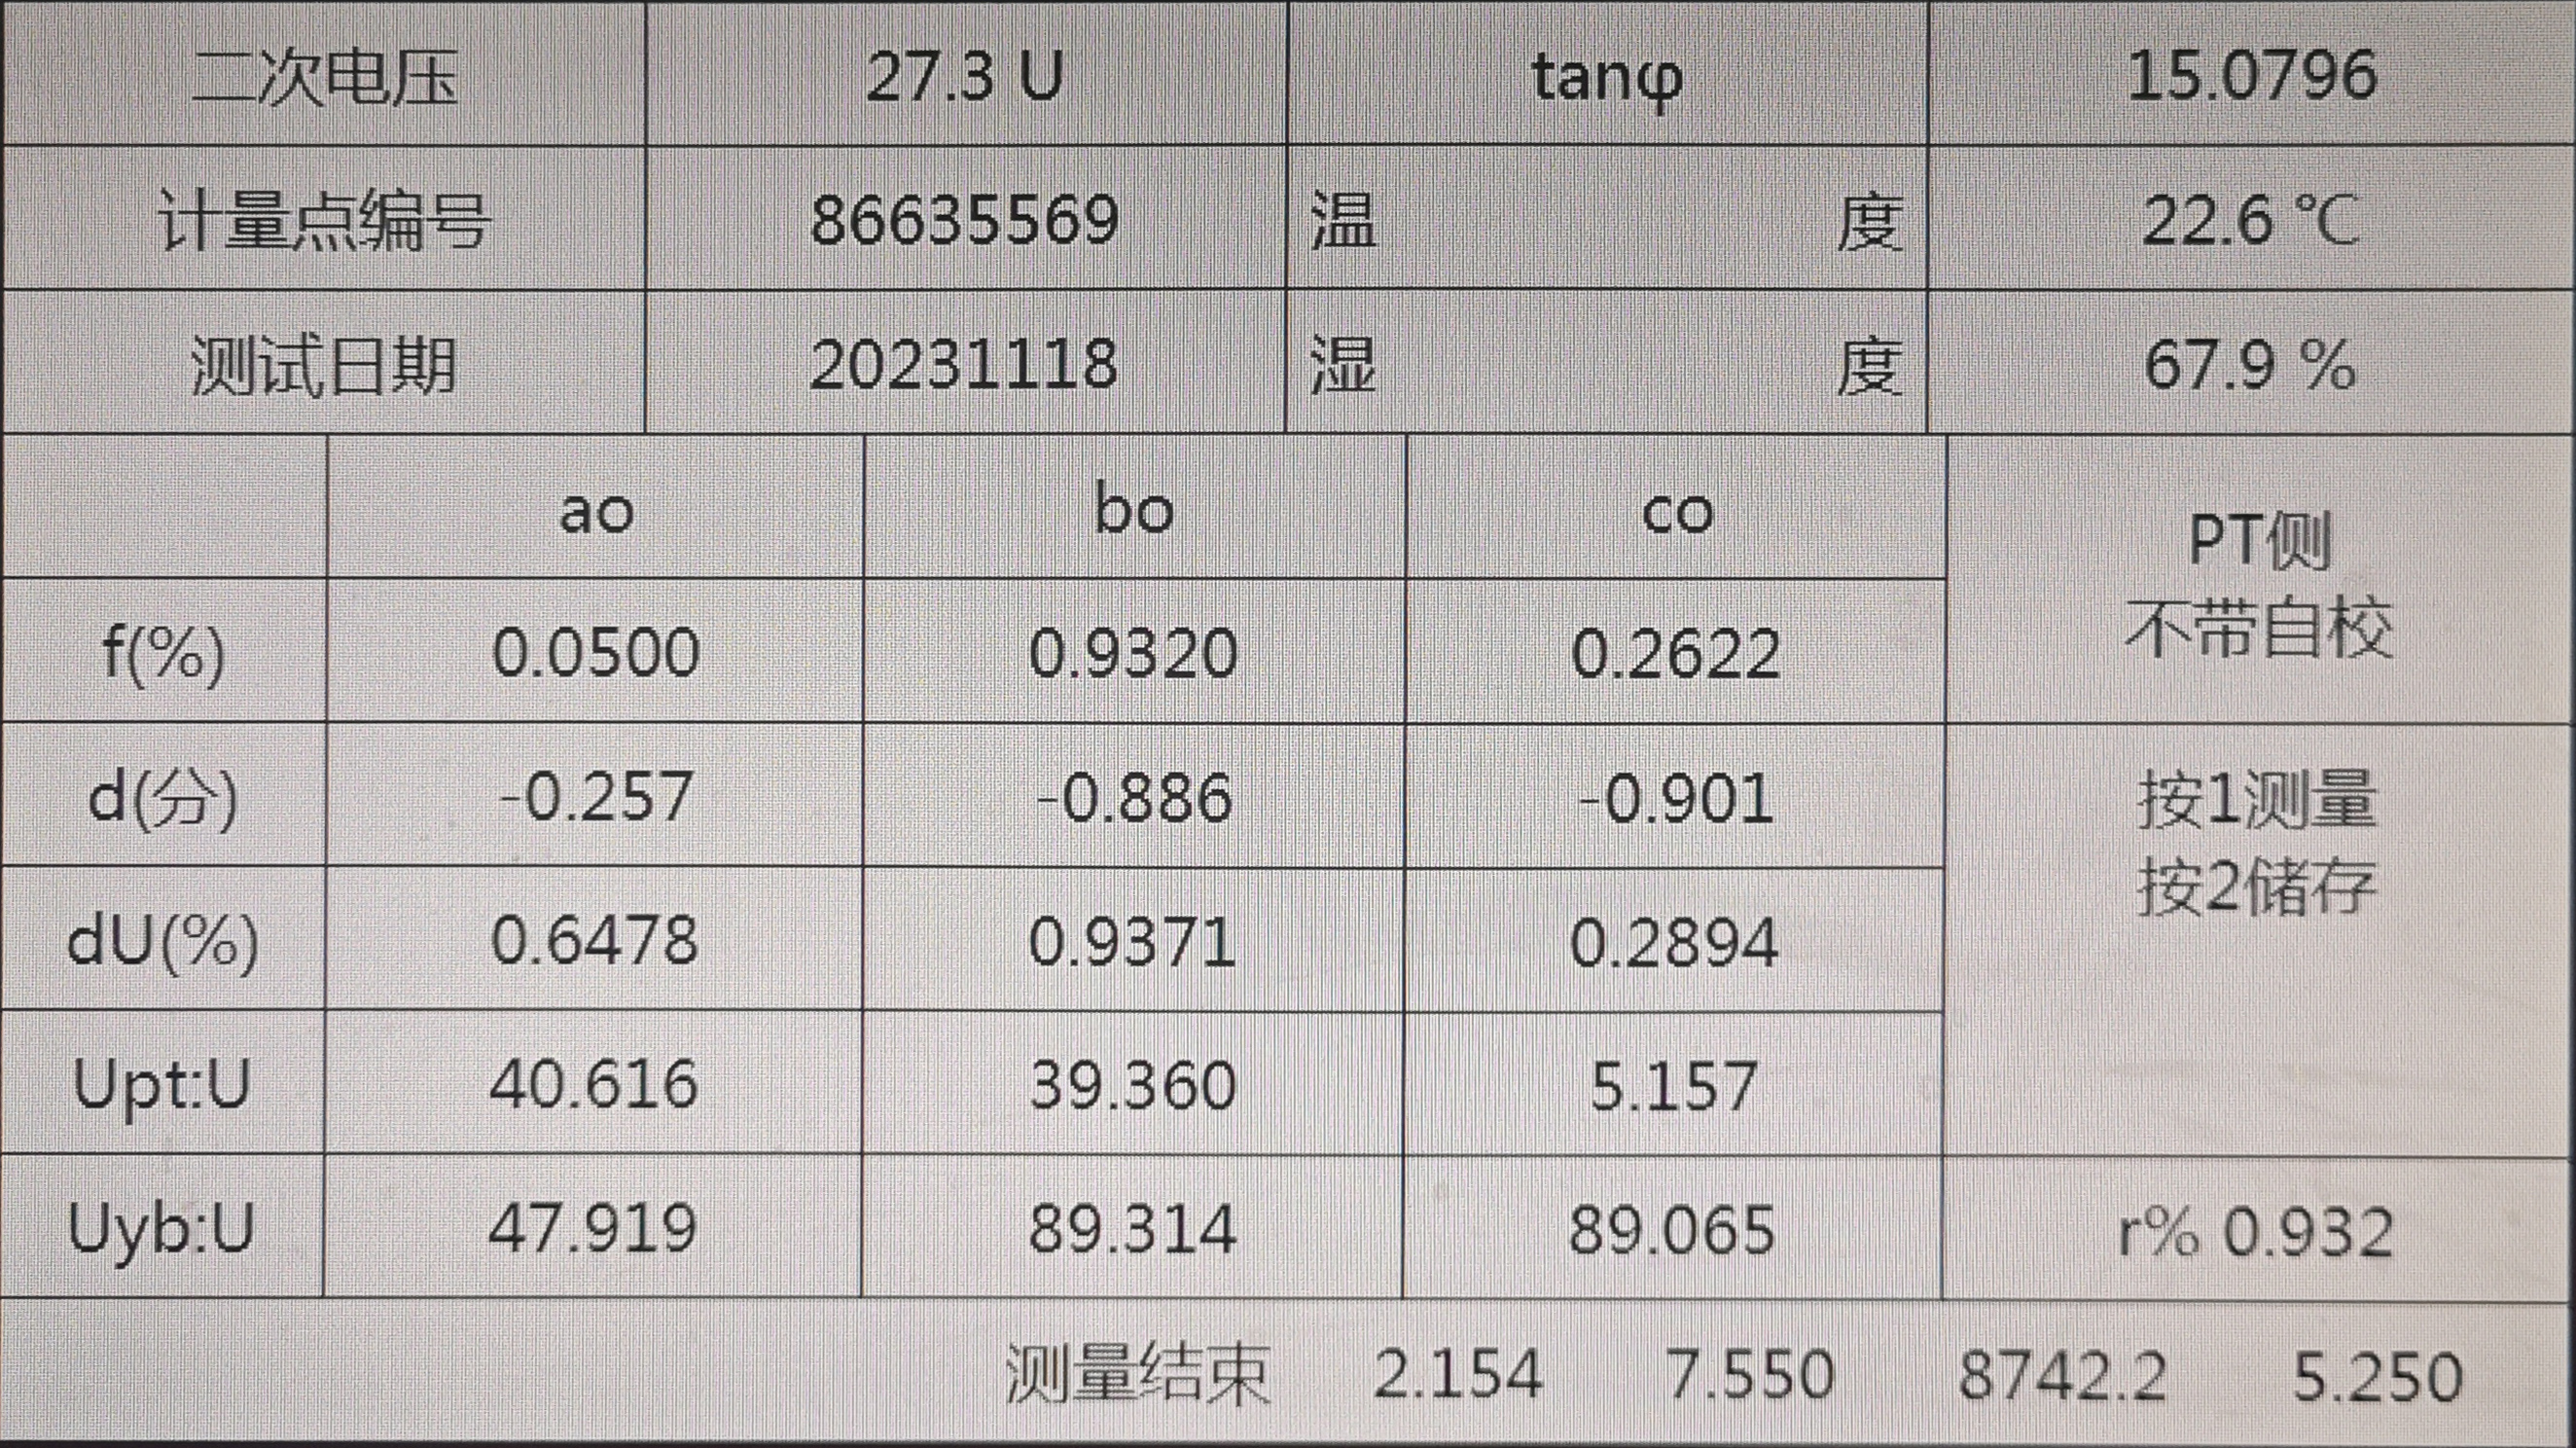 二次电压 27.3 U tanφ 15.0796
计量点编号 86635569 温 度 22.6 ℃
测试日期 20231118 湿 度 67.9 %
ao bo co PT侧
不带自校
f(%) 0.0500 0.9320 0.2622
d(分) -0.257 -0.886 -0.901 按1测量
按2储存
dU(%) 0.6478 0.9371 0.2894
Upt:U 40.616 39.360 5.157
Uyb:U 47.919 89.314 89.065 r% 0.932
测量结束 2.154 7.550 8742.2 5.250